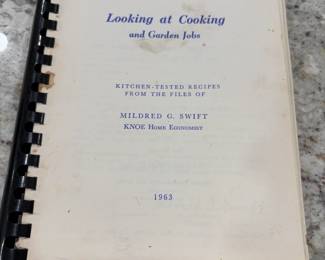 Looking at Cooking
and Garden Jobs
KITCHEN-TESTED RECIPES
FROM THE FILES OF
MILDRED G. SWIFT
KNOE HOME ECONOMIST
1963